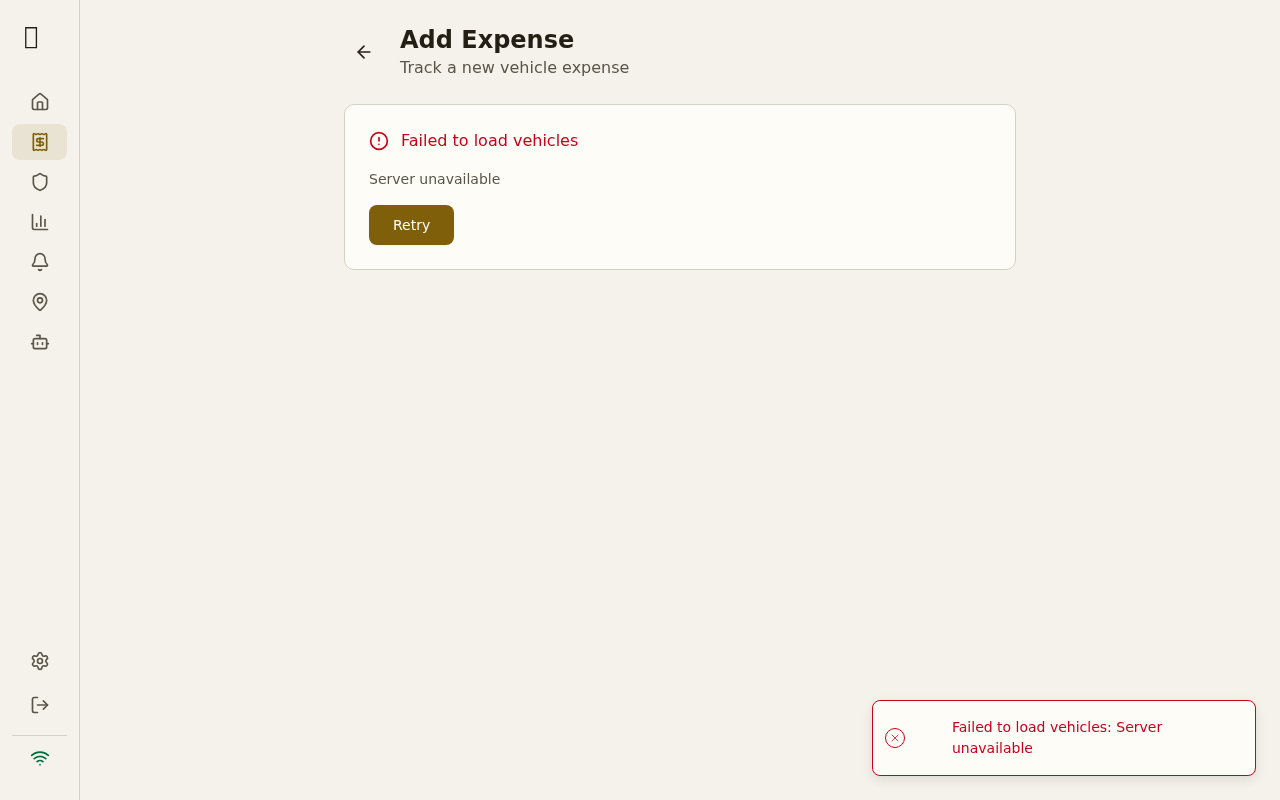 Add Expense
Track a new vehicle expense
Failed to load vehicles
Server unavailable
Retry
Failed to load vehicles: Server
unavailable